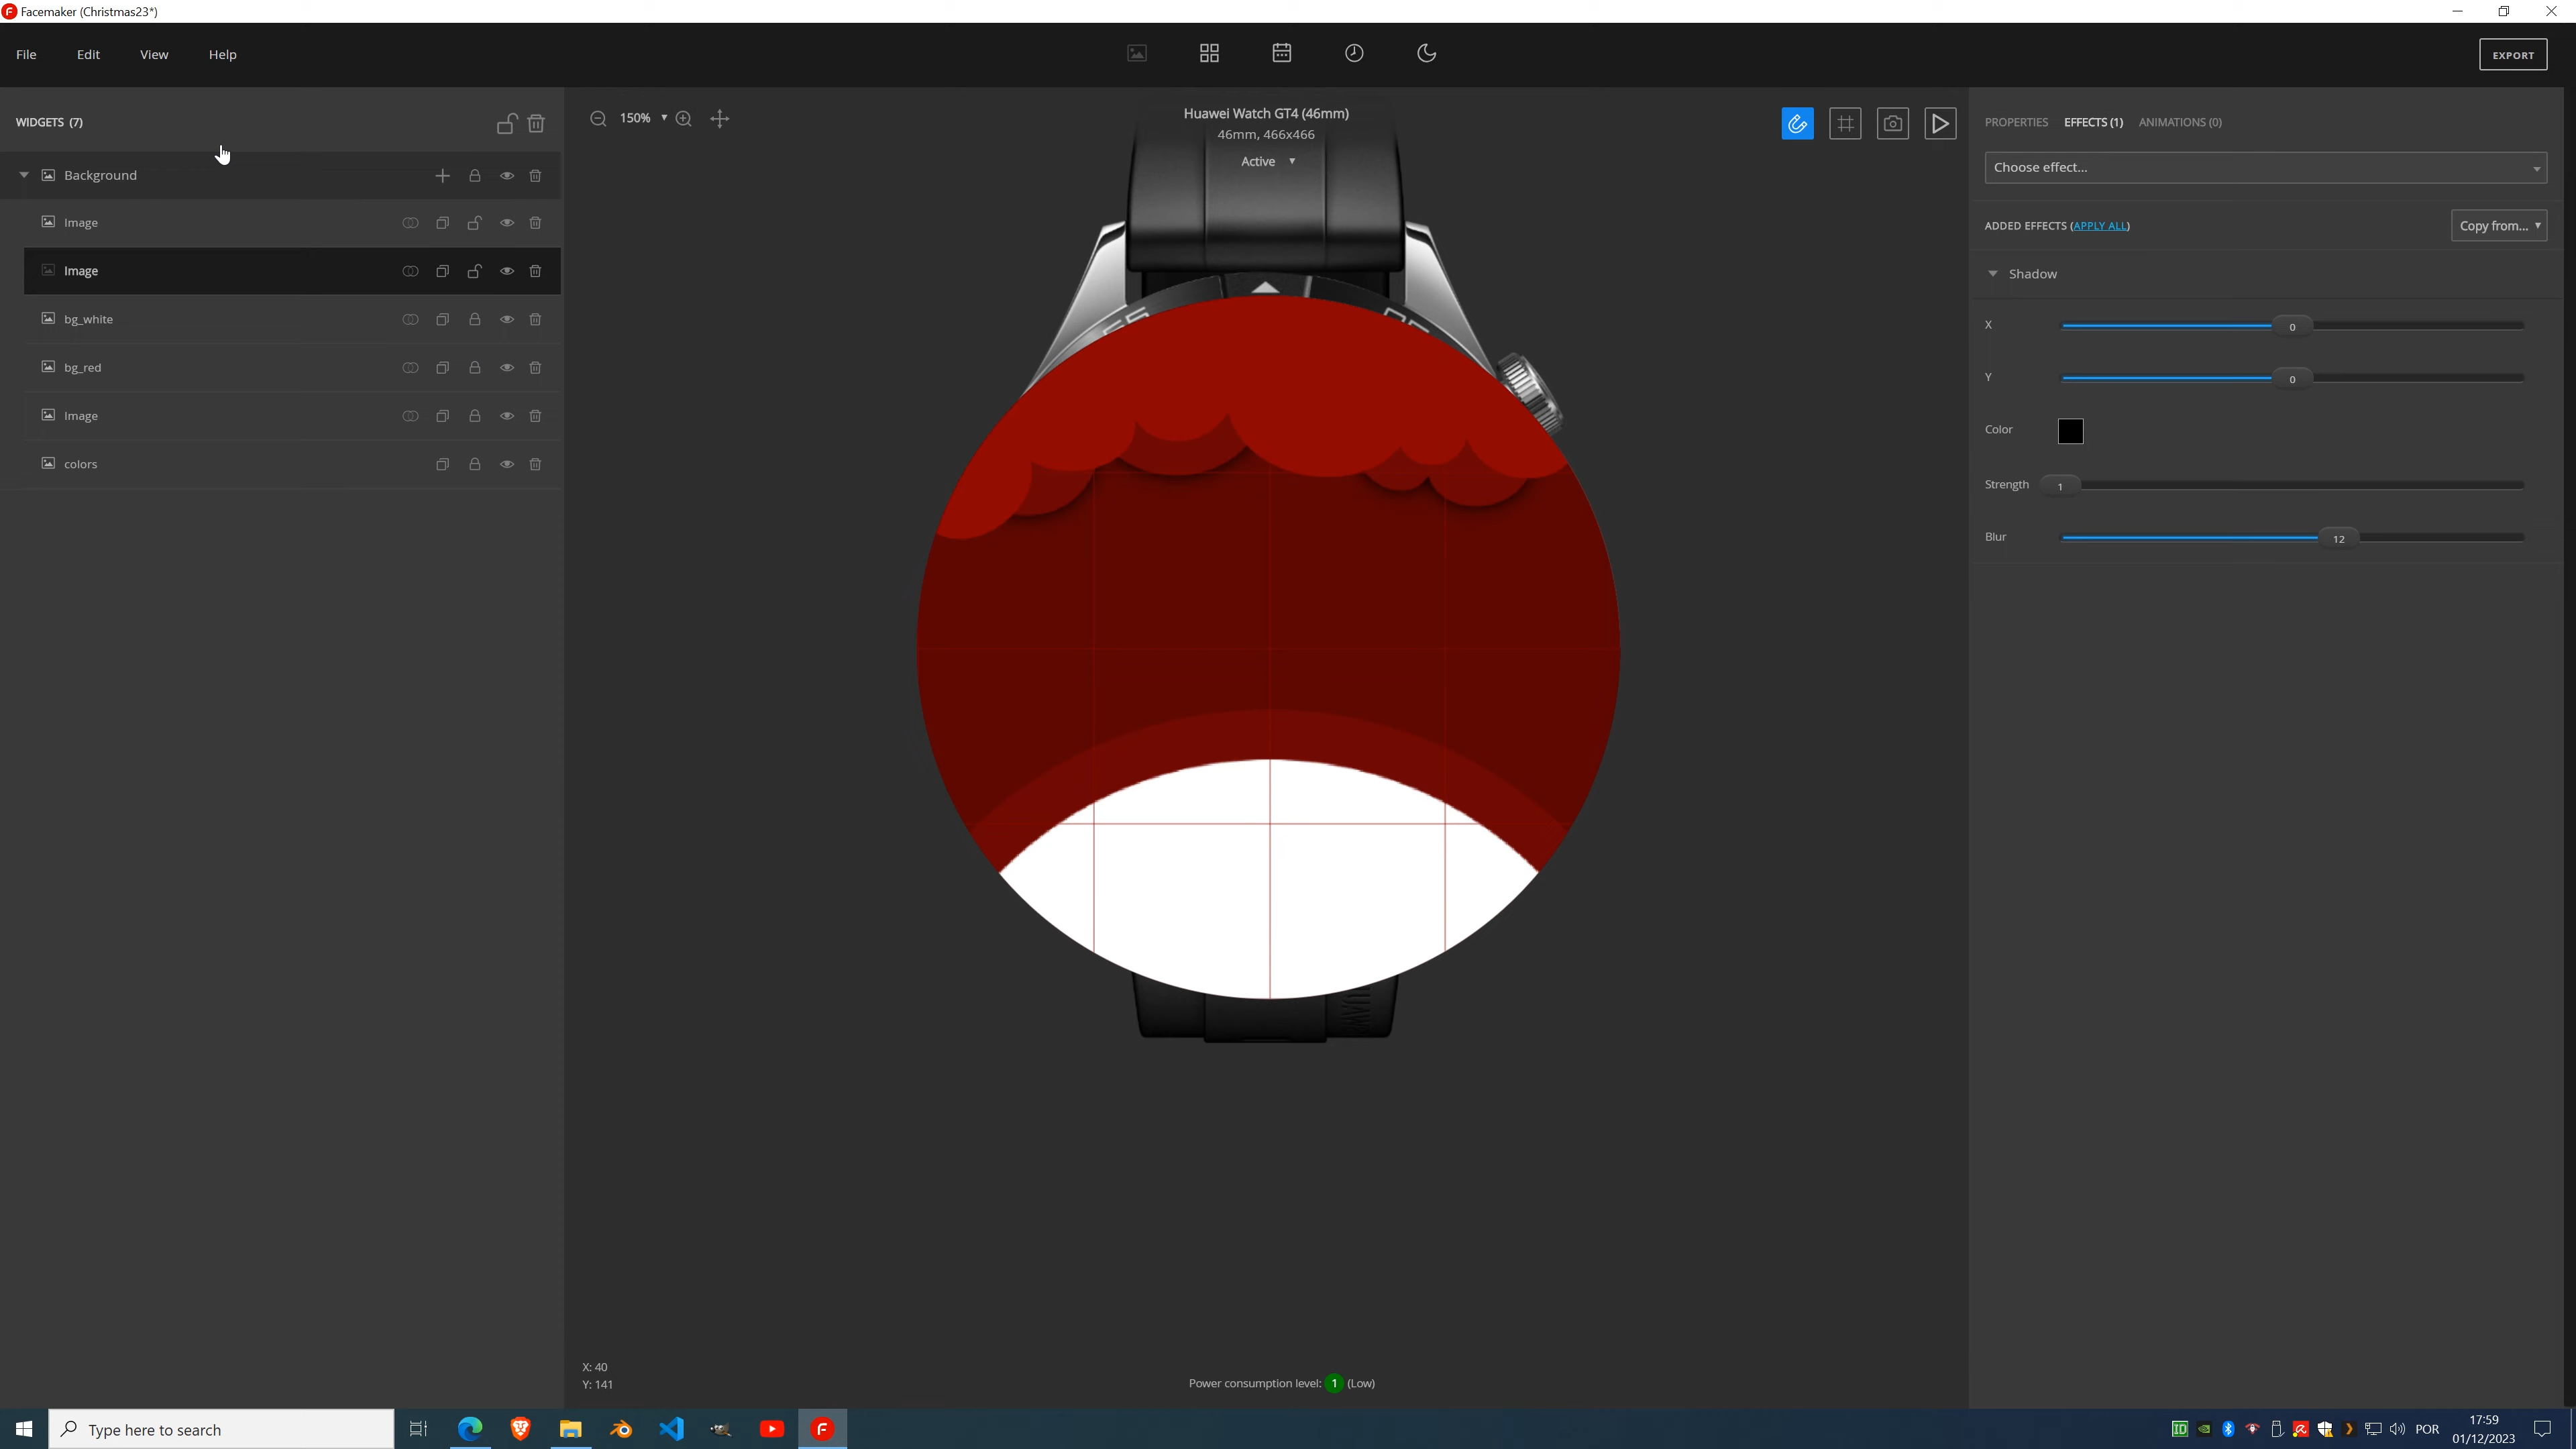 Facemaker (Christmas23*)
File Edit View Help
EXPORT
WIDGETS (7)
150%
Huawei Watch GT4 (46mm)
46mm, 466x466
Active
PROPERTIES EFFECTS (1) ANIMATIONS (0)
Choose effect...
ADDED EFFECTS (APPLY ALL)
Copy from...
Background
Image
Image
bg_white
bg_red
Image
colors
Shadow
X 0
Y 0
Color
Strength 1
Blur 12
X: 40
Y: 141
Power consumption level: 1 (Low)
Type here to search
POR
17:59
01/12/2023